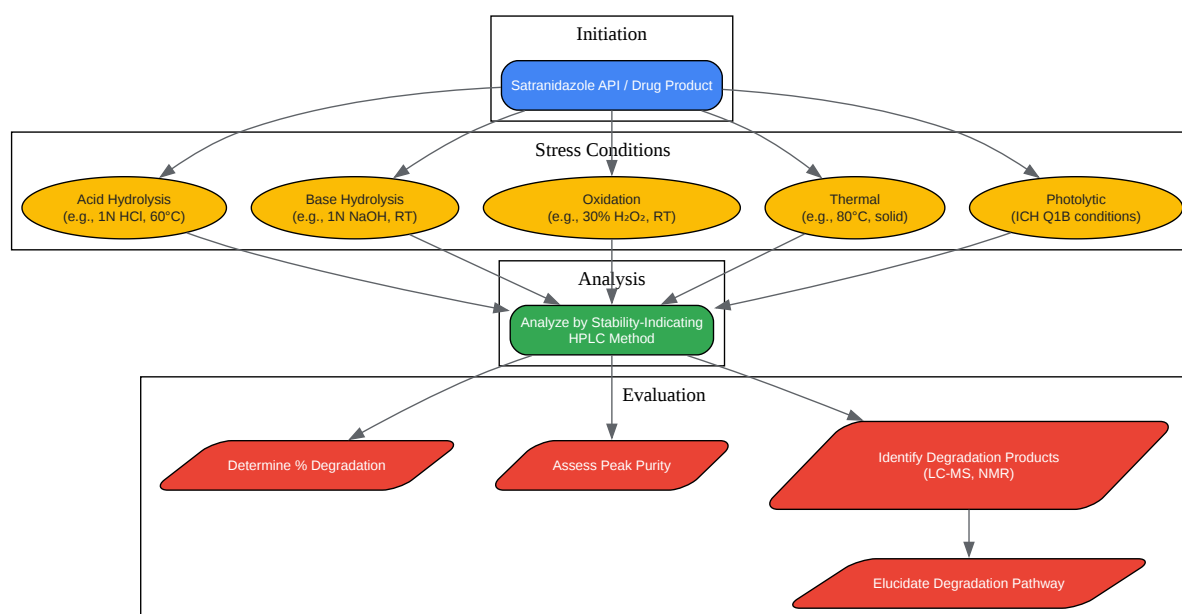 Initiation
Satranidazole API / Drug Product
Stress Conditions
Acid Hydrolysis
(e.g., 1N HCl, 60°C)
Base Hydrolysis
(e.g., 1N NaOH, RT)
Oxidation
(e.g., 30% H₂O₂, RT)
Thermal
(e.g., 80°C, solid)
Photolytic
(ICH Q1B conditions)
Analysis
Analyze by Stability-Indicating
HPLC Method
Evaluation
Determine % Degradation
Assess Peak Purity
Identify Degradation Products
(LC-MS, NMR)
Elucidate Degradation Pathway